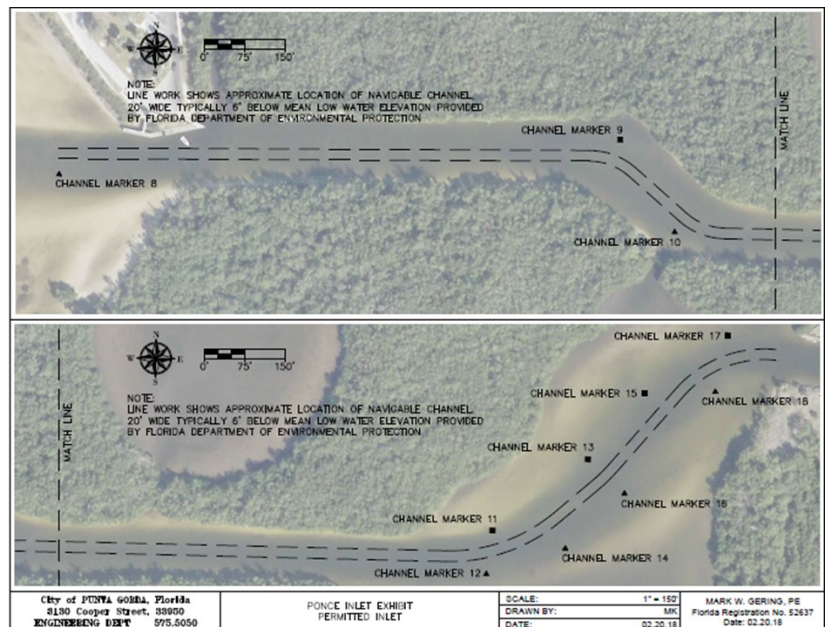 N
W E
S
0' 75' 150'
NOTE:
LINE WORK SHOWS APPROXIMATE LOCATION OF NAVIGABLE CHANNEL
20' WIDE TYPICALLY 6' BELOW MEAN LOW WATER ELEVATION PROVIDED
BY FLORIDA DEPARTMENT OF ENVIRONMENTAL PROTECTION
CHANNEL MARKER 9
MATCH LINE
CHANNEL MARKER 8
CHANNEL MARKER 10
N
W E
S
0' 75' 150'
NOTE:
LINE WORK SHOWS APPROXIMATE LOCATION OF NAVIGABLE CHANNEL
20' WIDE TYPICALLY 6' BELOW MEAN LOW WATER ELEVATION PROVIDED
BY FLORIDA DEPARTMENT OF ENVIRONMENTAL PROTECTION
MATCH LINE
CHANNEL MARKER 17
CHANNEL MARKER 15
CHANNEL MARKER 18
CHANNEL MARKER 13
CHANNEL MARKER 16
CHANNEL MARKER 11
CHANNEL MARKER 14
CHANNEL MARKER 12
City of PUNTA GORDA, Florida
3130 Cooper Street, 33950
ENGINEERING DEPT 575.5050
PONCE INLET EXHIBIT
PERMITTED INLET
SCALE: 1" = 150'
DRAWN BY: MK
DATE: 02.20.18
MARK W. GERING, PE
Florida Registration No. 52637
Date: 02.20.18